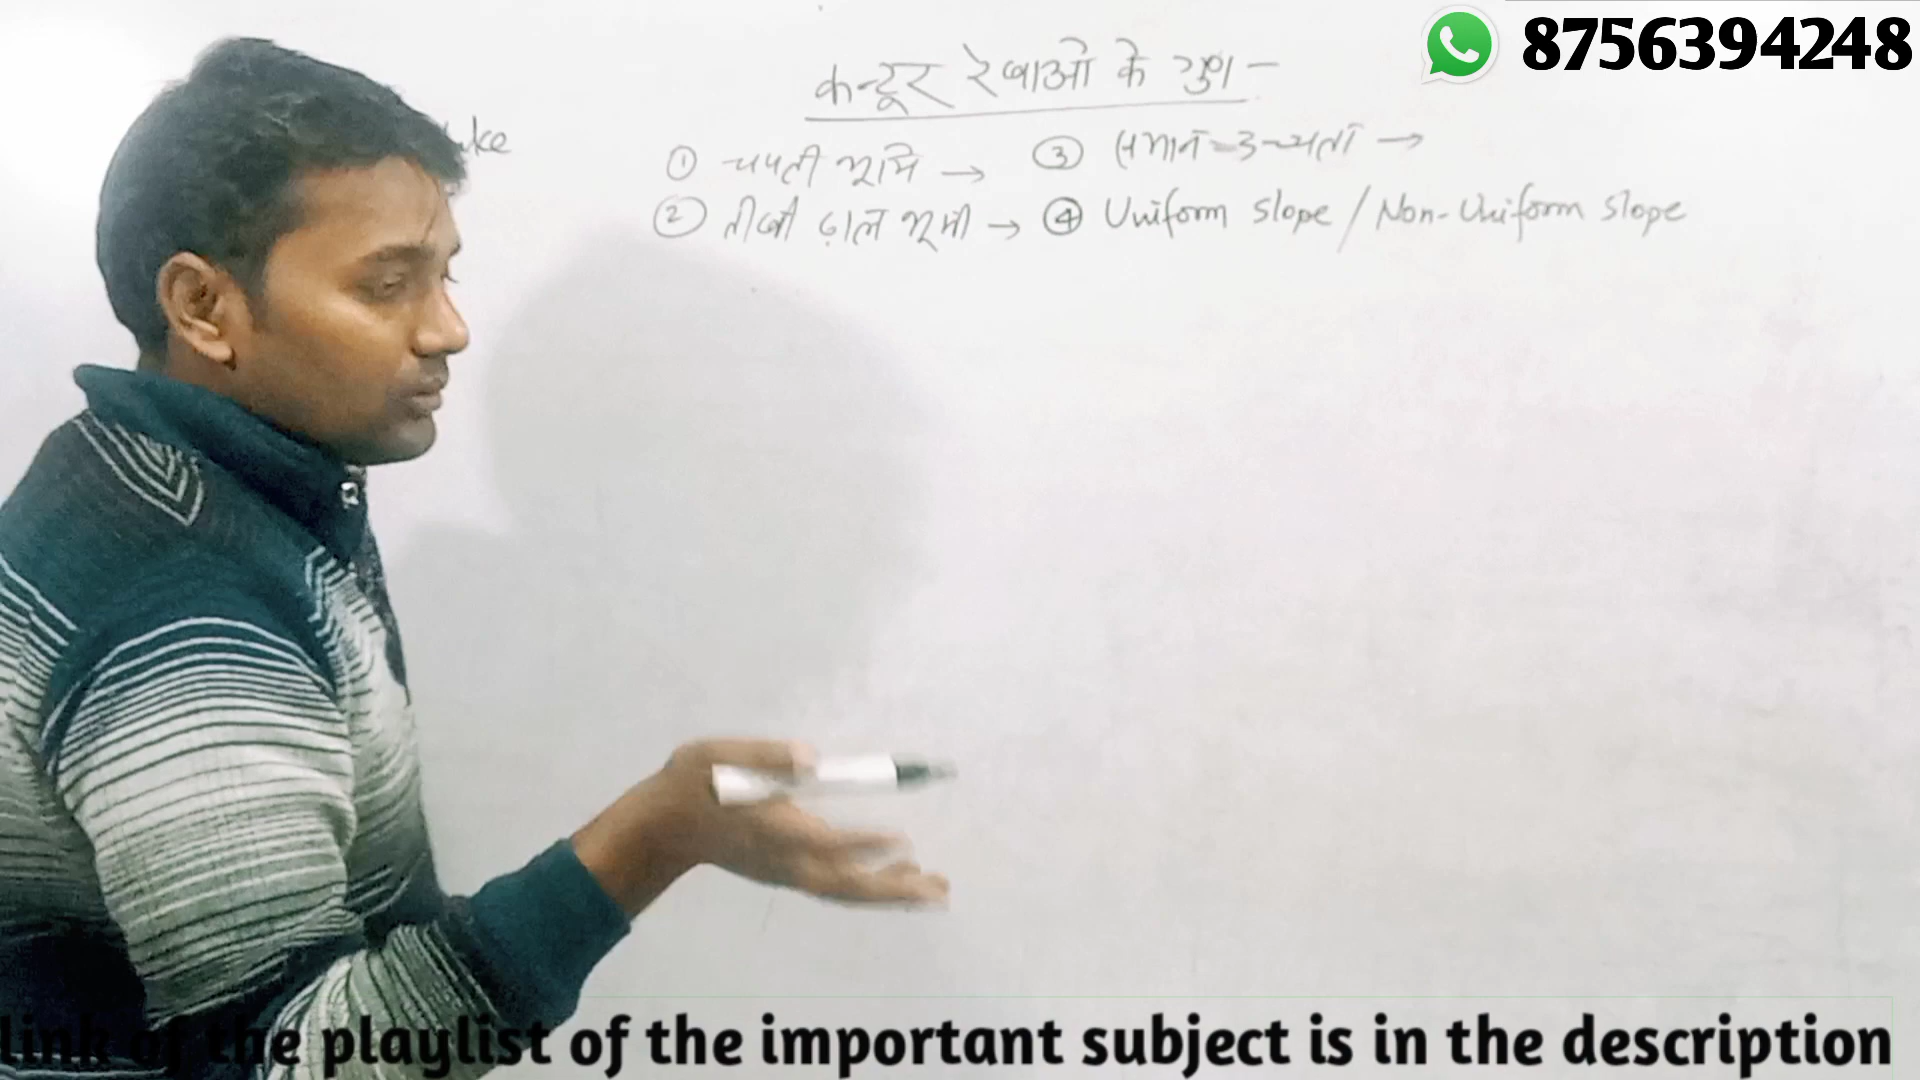 8756394248
कन्टूर रेखाओ के गुण -
ke
① चपटी भूमि → ③ समान उच्चता →
② तीखी ढ़ाल भूमी → ④ Uniform slope / Non-Uniform slope
link of the playlist of the important subject is in the description